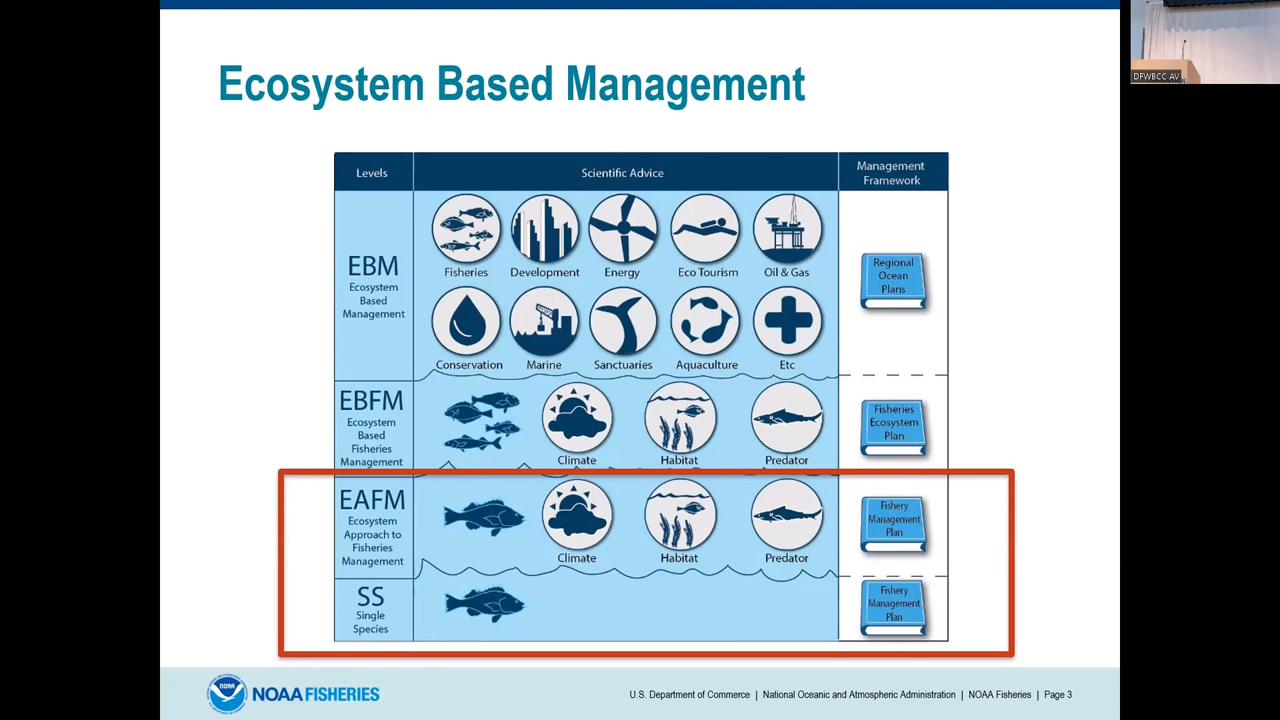 DFWBCC AV
Ecosystem Based Management
Levels
Scientific Advice
Management
Framework
EBM
Ecosystem
Based
Management
Fisheries
Development
Energy
Eco Tourism
Oil & Gas
Conservation
Marine
Sanctuaries
Aquaculture
Etc
Regional
Ocean
Plans
EBFM
Ecosystem
Based
Fisheries
Management
Climate
Habitat
Predator
Fisheries
Ecosystem
Plan
EAFM
Ecosystem
Approach to
Fisheries
Management
Climate
Habitat
Predator
Fishery
Management
Plan
SS
Single
Species
Fishery
Management
Plan
NOAA
NOAA FISHERIES
U.S. Department of Commerce | National Oceanic and Atmospheric Administration | NOAA Fisheries | Page 3